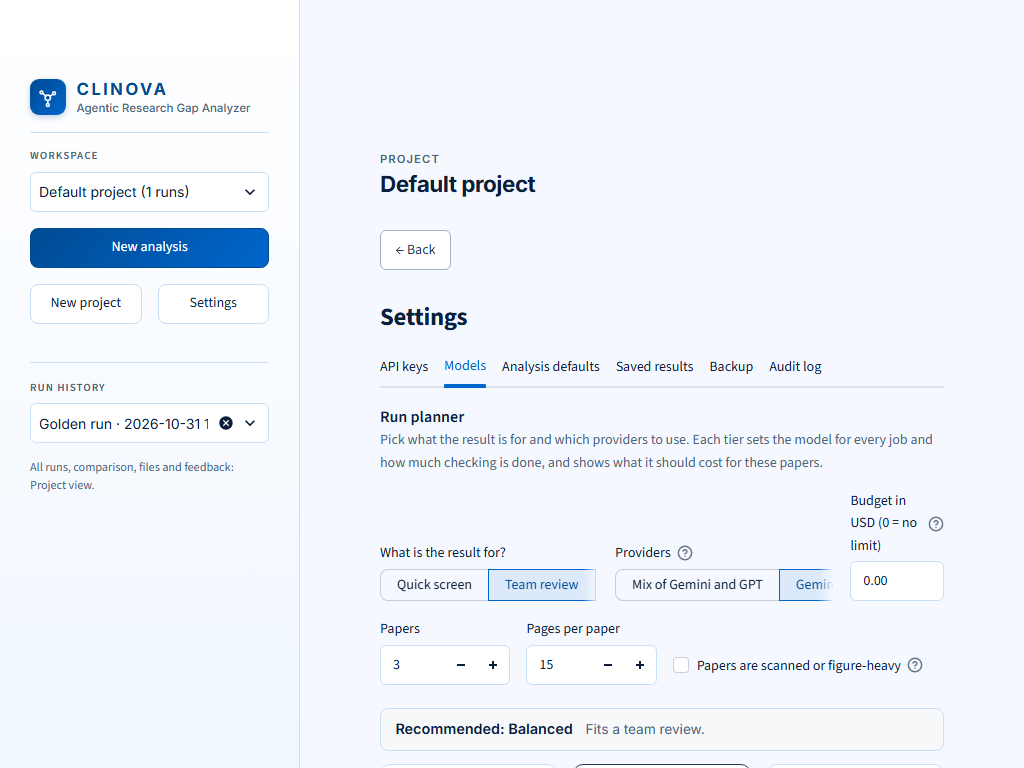 CLINOVA
Agentic Research Gap Analyzer
WORKSPACE
Default project (1 runs)
New analysis
New project
Settings
RUN HISTORY
Golden run · 2026-10-31 1
All runs, comparison, files and feedback:
Project view.
PROJECT
Default project
← Back
Settings
API keys
Models
Analysis defaults
Saved results
Backup
Audit log
Run planner
Pick what the result is for and which providers to use. Each tier sets the model for every job and
how much checking is done, and shows what it should cost for these papers.
What is the result for?
Quick screen
Team review
Providers
Mix of Gemini and GPT
Gemin
Budget in
USD (0 = no
limit)
0.00
Papers
3
Pages per paper
15
Papers are scanned or figure-heavy
Recommended: Balanced Fits a team review.